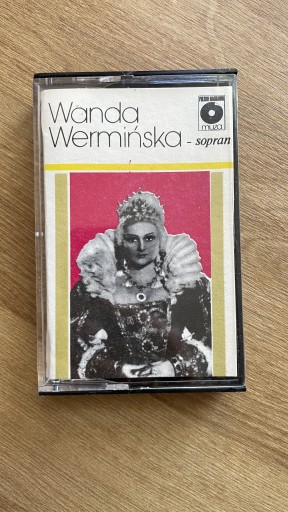 Wanda
Wermińska - sopran
POLSKIE NAGRANIA
muza